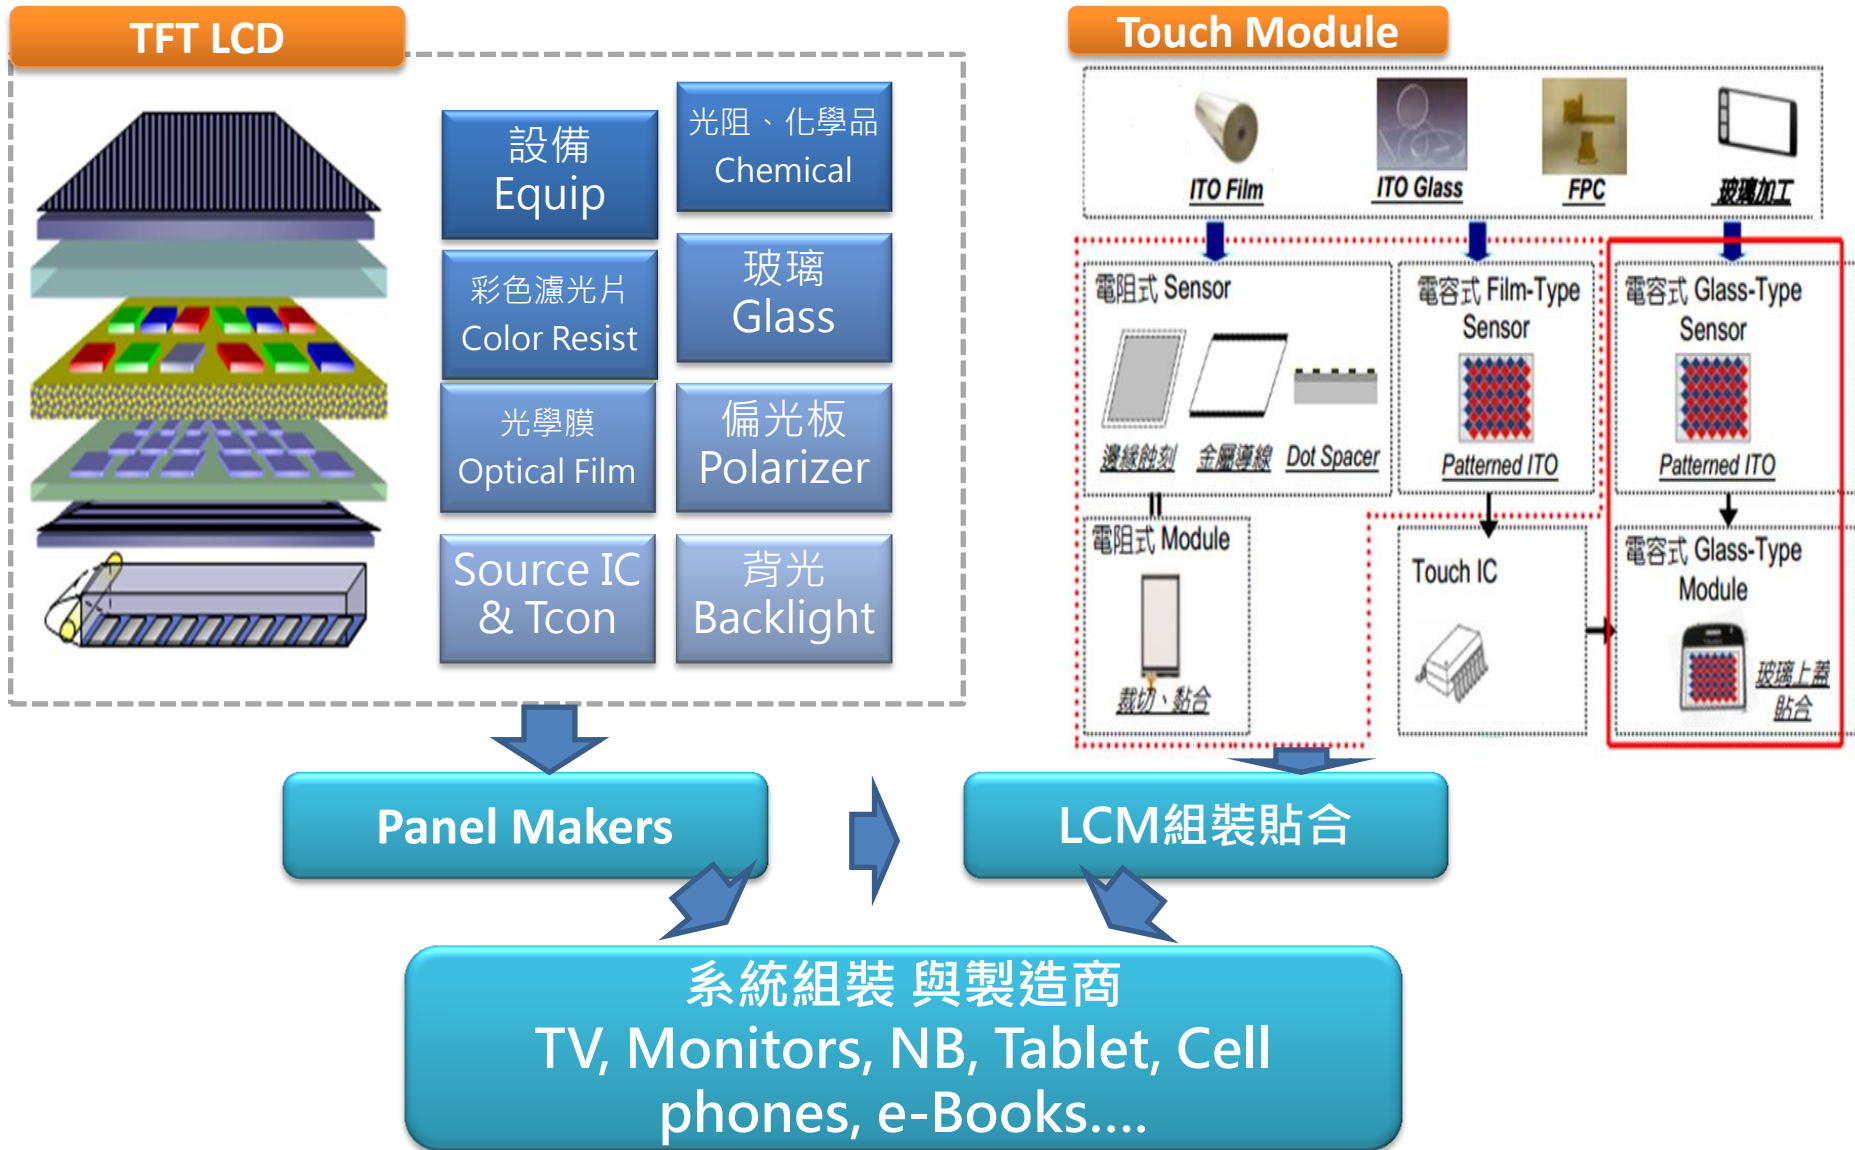 TFT LCD
設備
Equip
光阻、化學品
Chemical
彩色濾光片
Color Resist
玻璃
Glass
光學膜
Optical Film
偏光板
Polarizer
Source IC
& Tcon
背光
Backlight
Touch Module
ITO Film
ITO Glass
FPC
玻璃加工
電阻式 Sensor
邊緣蝕刻
金屬導線
Dot Spacer
電容式 Film-Type
Sensor
Patterned ITO
電容式 Glass-Type
Sensor
Patterned ITO
電阻式 Module
裁切、黏合
Touch IC
電容式 Glass-Type
Module
玻璃上蓋
貼合
Panel Makers
LCM組裝貼合
系統組裝 與製造商
TV, Monitors, NB, Tablet, Cell
phones, e-Books....